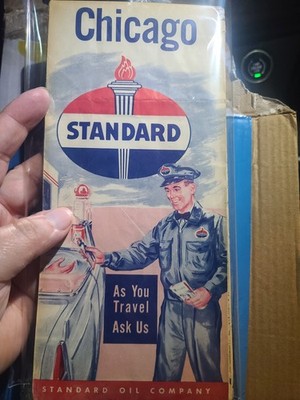 Chicago
STANDARD
As You
Travel
Ask Us
STANDARD OIL COMPANY